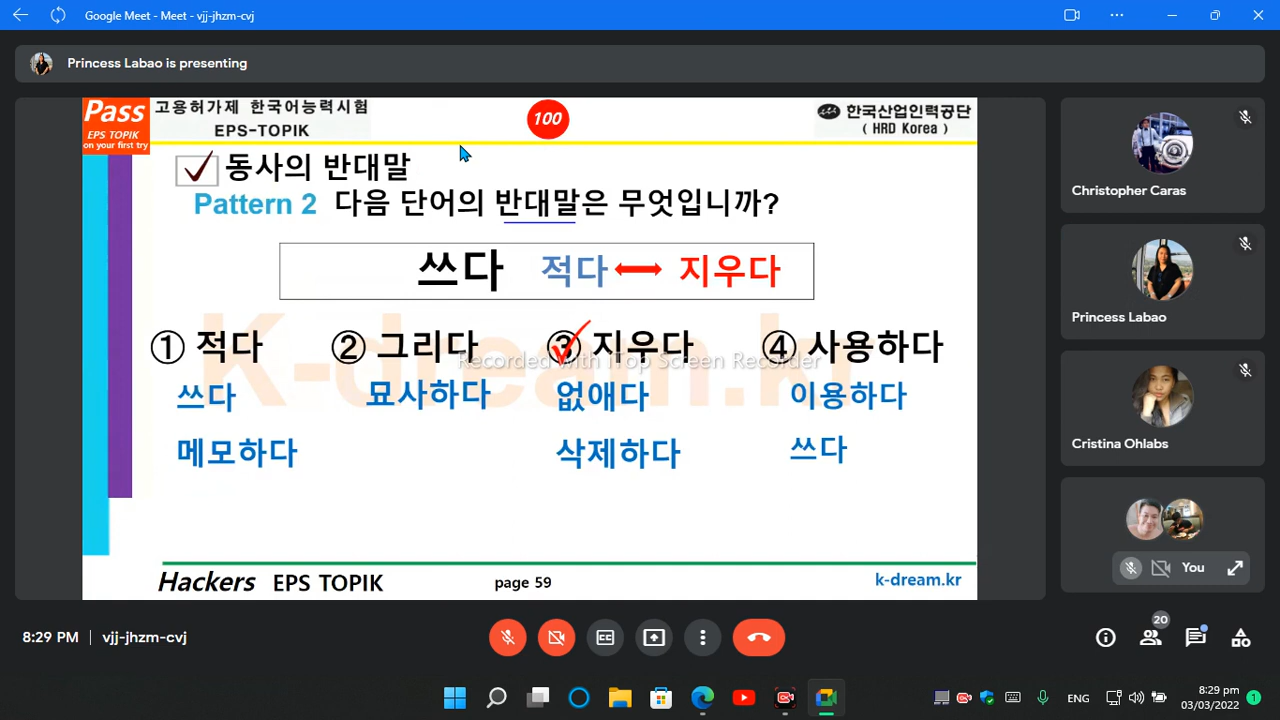 Google Meet - Meet - vjj-jhzm-cvj
Princess Labao is presenting
Pass
EPS TOPIK
on your first try
고용허가제 한국어능력시험
EPS-TOPIK
100
한국산업인력공단
( HRD Korea )
동사의 반대말
Pattern 2 다음 단어의 반대말은 무엇입니까?
쓰다 적다 지우다
① 적다 ② 그리다 ③ 지우다 ④ 사용하다
K-dream.kr
Recorded with iTop Screen Recorder
쓰다 묘사하다 없애다 이용하다
메모하다 삭제하다 쓰다
Hackers EPS TOPIK page 59 k-dream.kr
Christopher Caras
Princess Labao
Cristina Ohlabs
You
8:29 PM vjj-jhzm-cvj
20
ENG
8:29 pm
03/03/2022
1